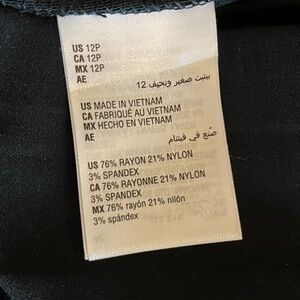 US 12P
CA 12P
MX 12P
AE
بيتيت صغير ونحيف 12
US MADE IN VIETNAM
CA FABRIQUÉ AU VIETNAM
MX HECHO EN VIETNAM
AE
صُنع في فيتنام
US 76% RAYON 21% NYLON
3% SPANDEX
CA 76% RAYONNE 21% NYLON
3% SPANDEX
MX 76% rayón 21% nilón
3% spándex